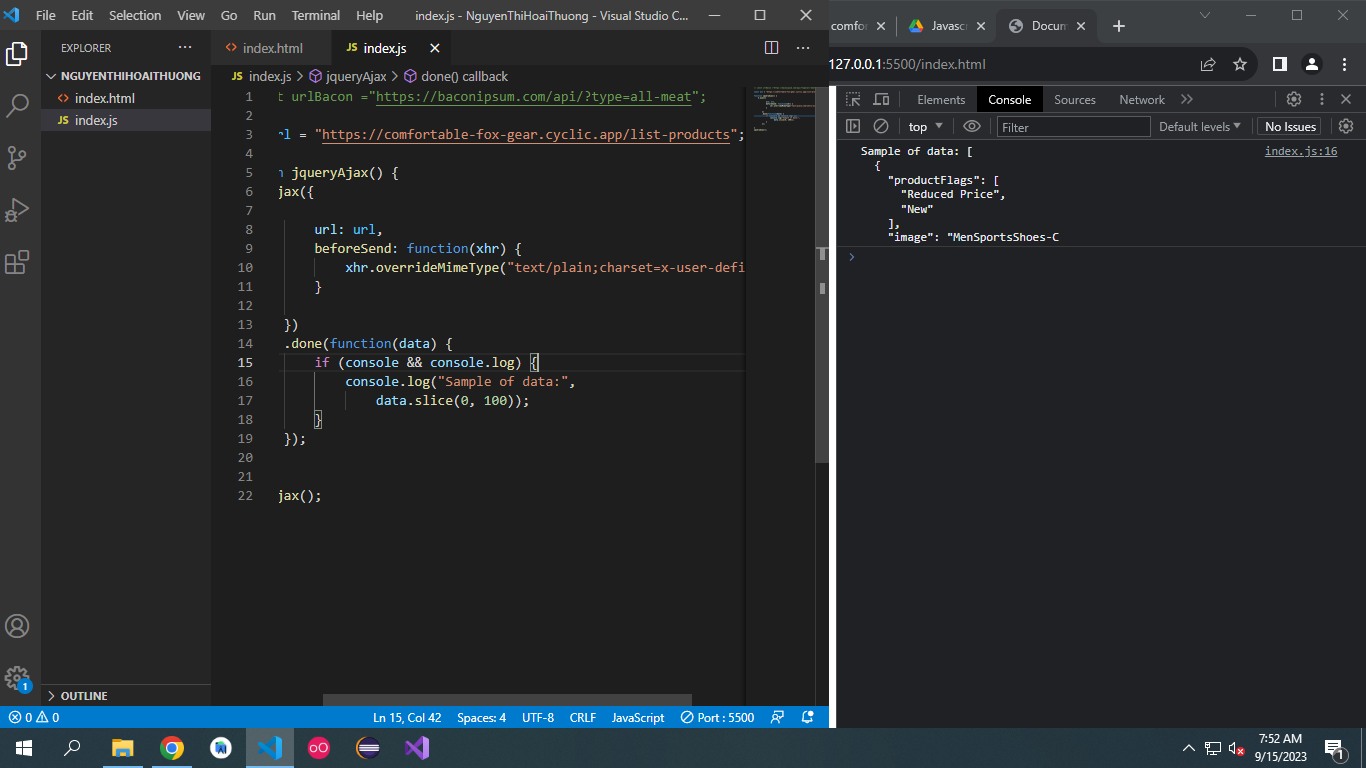 File Edit Selection View Go Run Terminal Help index.js - NguyenThiHoaiThuong - Visual Studio C...
EXPLORER
NGUYENTHIHOAITHUONG
index.html
JS index.js
OUTLINE
index.html JS index.js
JS index.js > jqueryAjax > done() callback
1 t urlBacon ="https://baconipsum.com/api/?type=all-meat";
2
3 rl = "https://comfortable-fox-gear.cyclic.app/list-products";
4
5 n jqueryAjax() {
6 jax({
7
8 url: url,
9 beforeSend: function(xhr) {
10 xhr.overrideMimeType("text/plain;charset=x-user-defi
11 }
12
13 })
14 .done(function(data) {
15 if (console && console.log) {
16 console.log("Sample of data:",
17 data.slice(0, 100));
18 }
19 });
20
21
22 jax();
1
0 0 Ln 15, Col 42 Spaces: 4 UTF-8 CRLF JavaScript Port : 5500
comfor Javasc Docum
127.0.0.1:5500/index.html
Elements Console Sources Network
top Filter Default levels No Issues
Sample of data: [ index.js:16
{
"productFlags": [
"Reduced Price",
"New"
],
"image": "MenSportsShoes-C
7:52 AM
9/15/2023
1